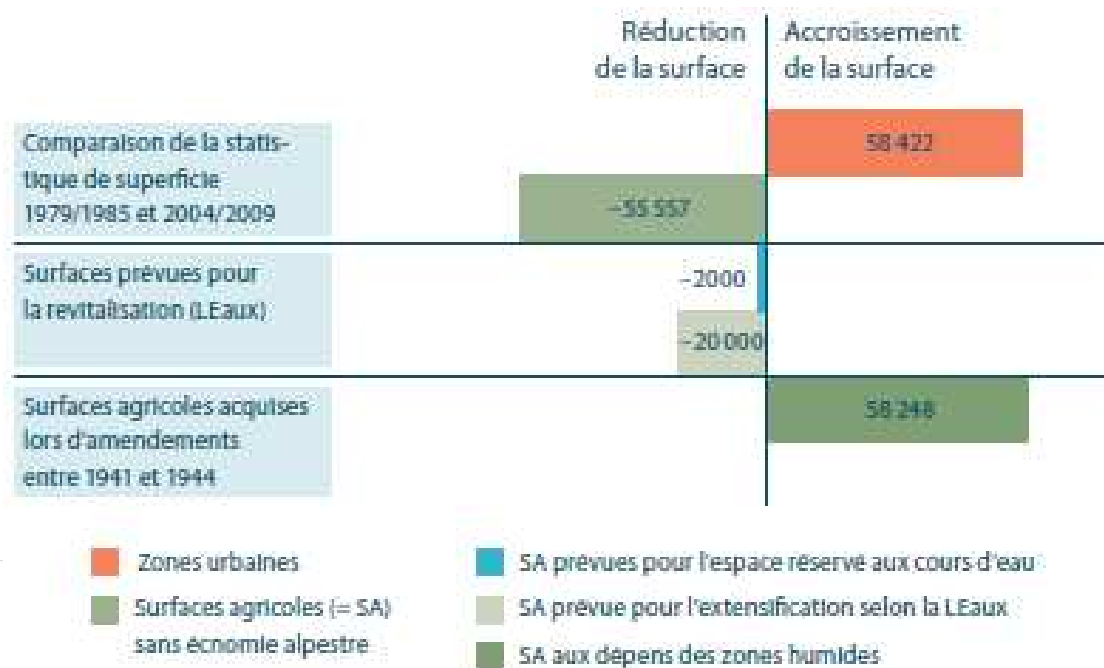 Réduction
de la surface
Accroissement
de la surface
Comparaison de la statis-
tique de superficie
1979/1985 et 2004/2009
58 422
–55 557
Surfaces prévues pour
la revitalisation (LEaux)
–2000
–20 000
Surfaces agricoles acquises
lors d'amendements
entre 1941 et 1944
58 248
Zones urbaines
Surfaces agricoles (= SA)
sans écnomie alpestre
SA prévues pour l'espace réservé aux cours d'eau
SA prévue pour l'extensification selon la LEaux
SA aux dépens des zones humides